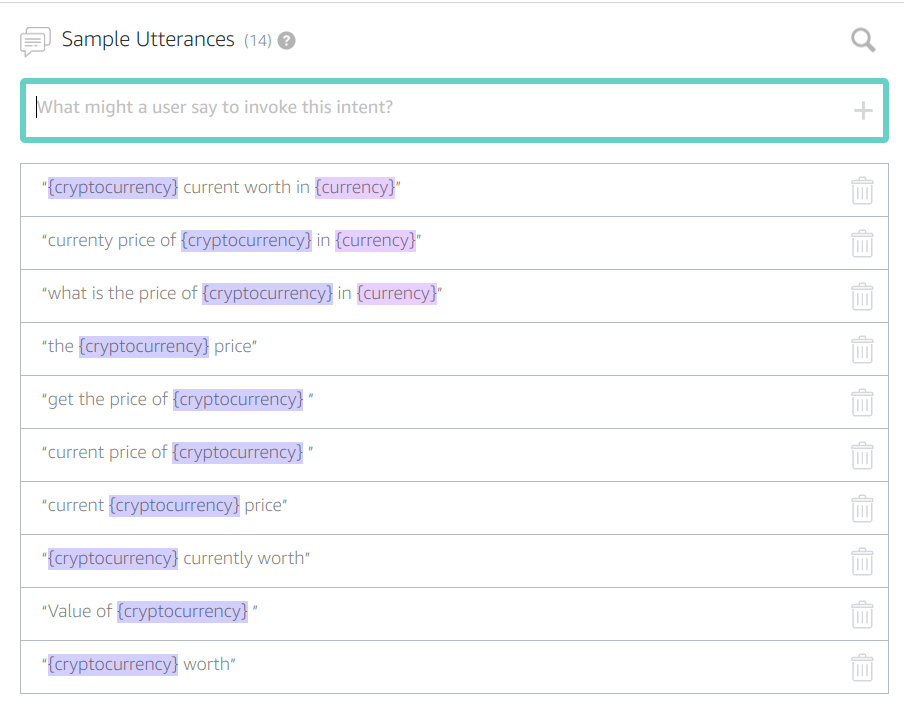 Sample Utterances (14) ?
What might a user say to invoke this intent?
“{cryptocurrency} current worth in {currency}”
“currenty price of {cryptocurrency} in {currency}”
“what is the price of {cryptocurrency} in {currency}”
“the {cryptocurrency} price”
“get the price of {cryptocurrency} ”
“current price of {cryptocurrency} ”
“current {cryptocurrency} price”
“{cryptocurrency} currently worth”
“Value of {cryptocurrency} ”
“{cryptocurrency} worth”